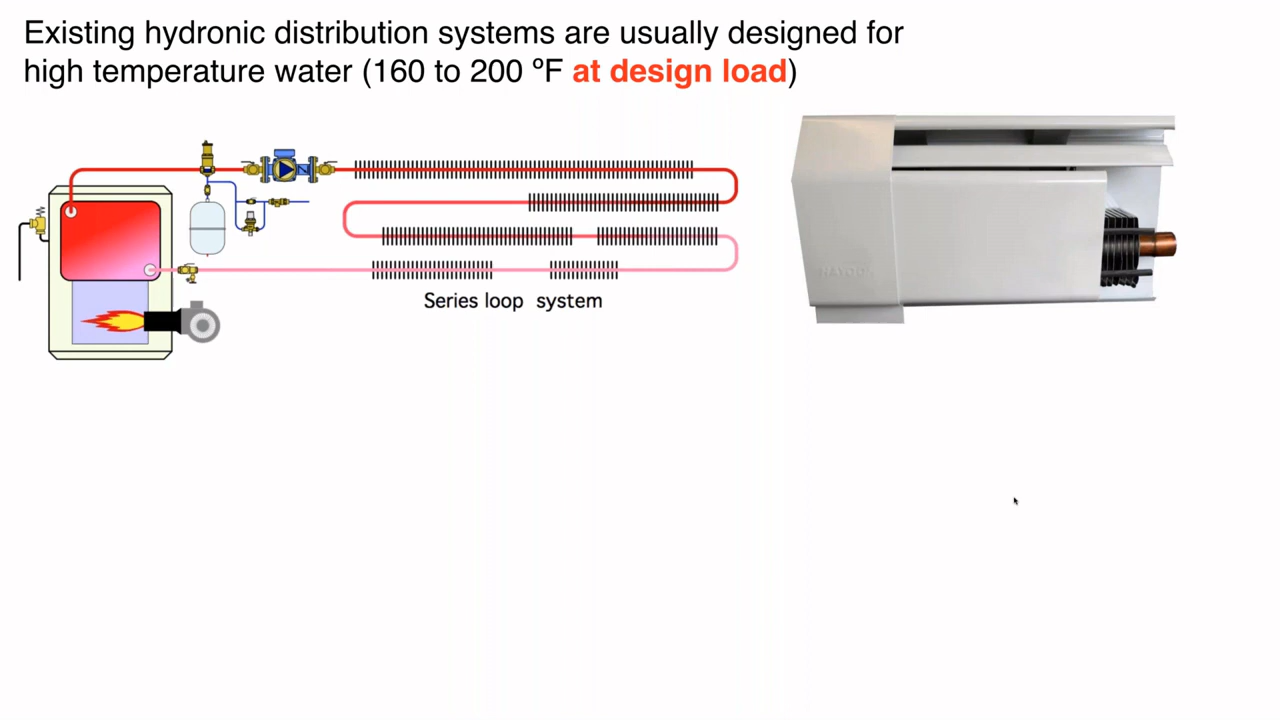 Existing hydronic distribution systems are usually designed for
high temperature water (160 to 200 ºF at design load)
Series loop system